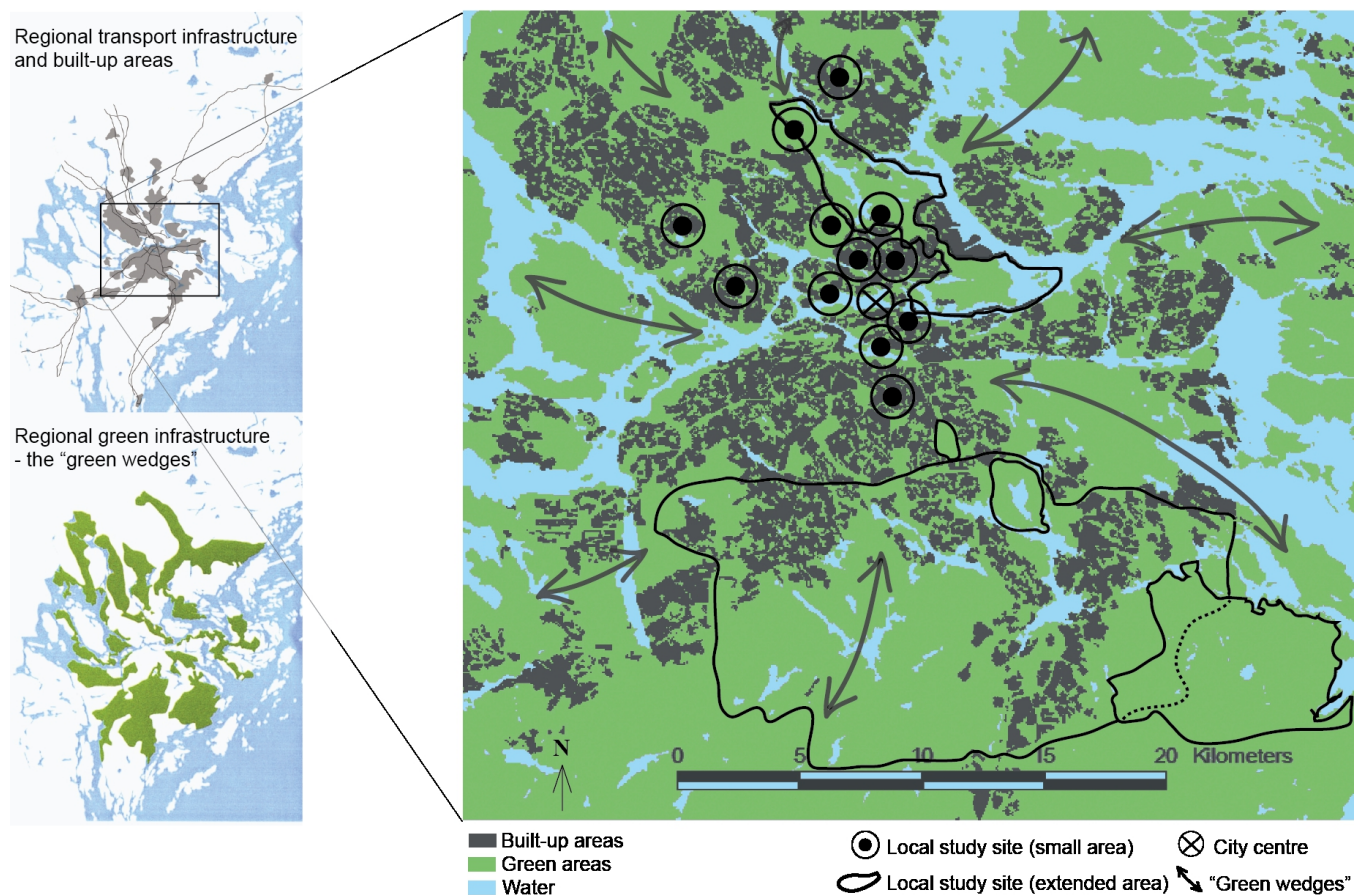 Regional transport infrastructure
and built-up areas
Regional green infrastructure
- the “green wedges”
N
0 5 10 15 20 Kilometers
Built-up areas
Green areas
Water
Local study site (small area)
Local study site (extended area)
City centre
“Green wedges”